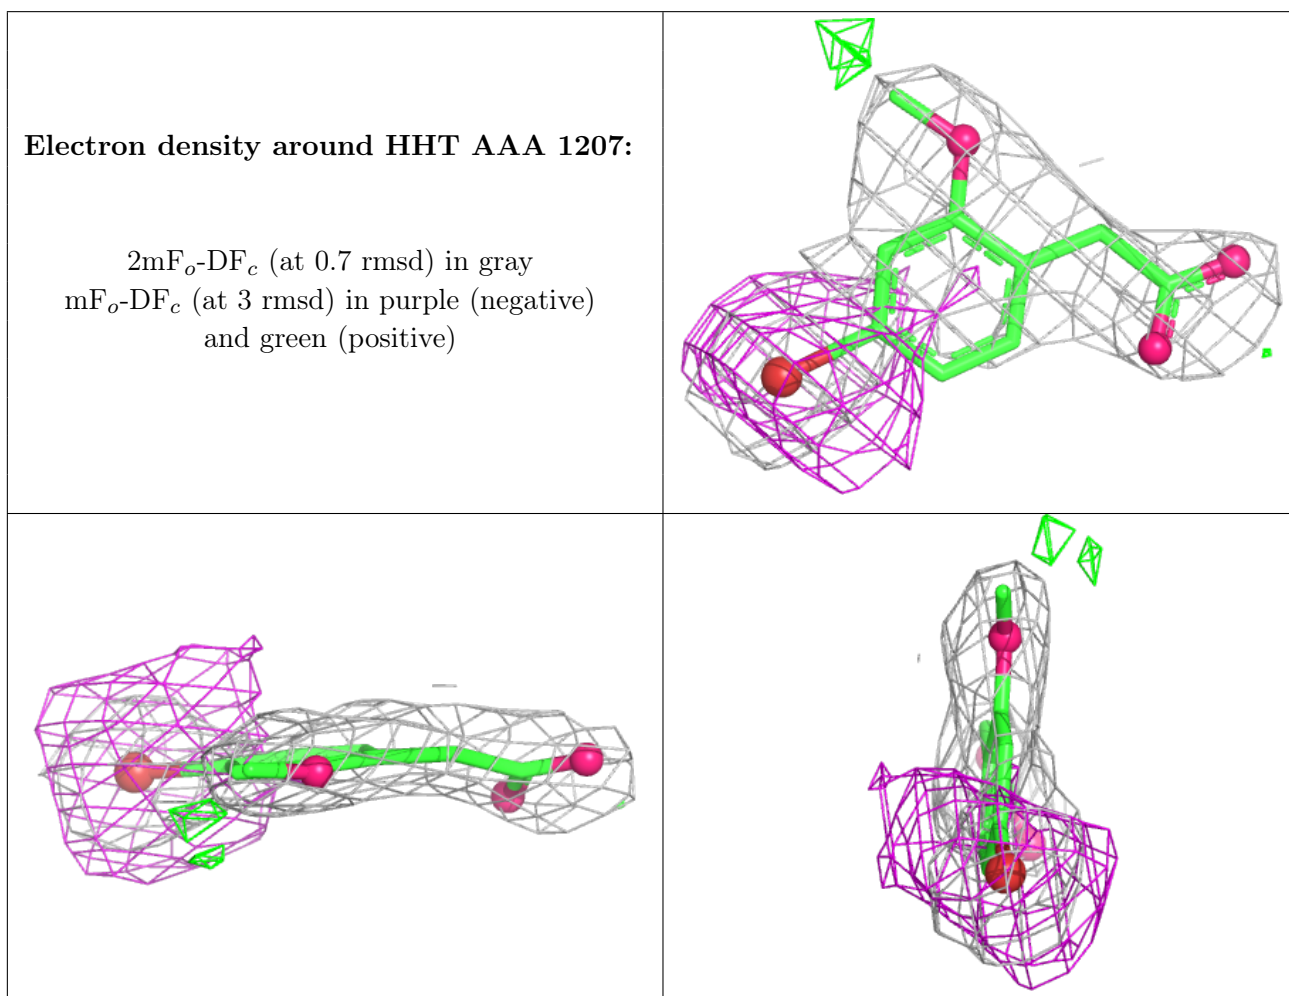 Electron density around HHT AAA 1207:
2mFo-DFc (at 0.7 rmsd) in gray
mFo-DFc (at 3 rmsd) in purple (negative)
and green (positive)